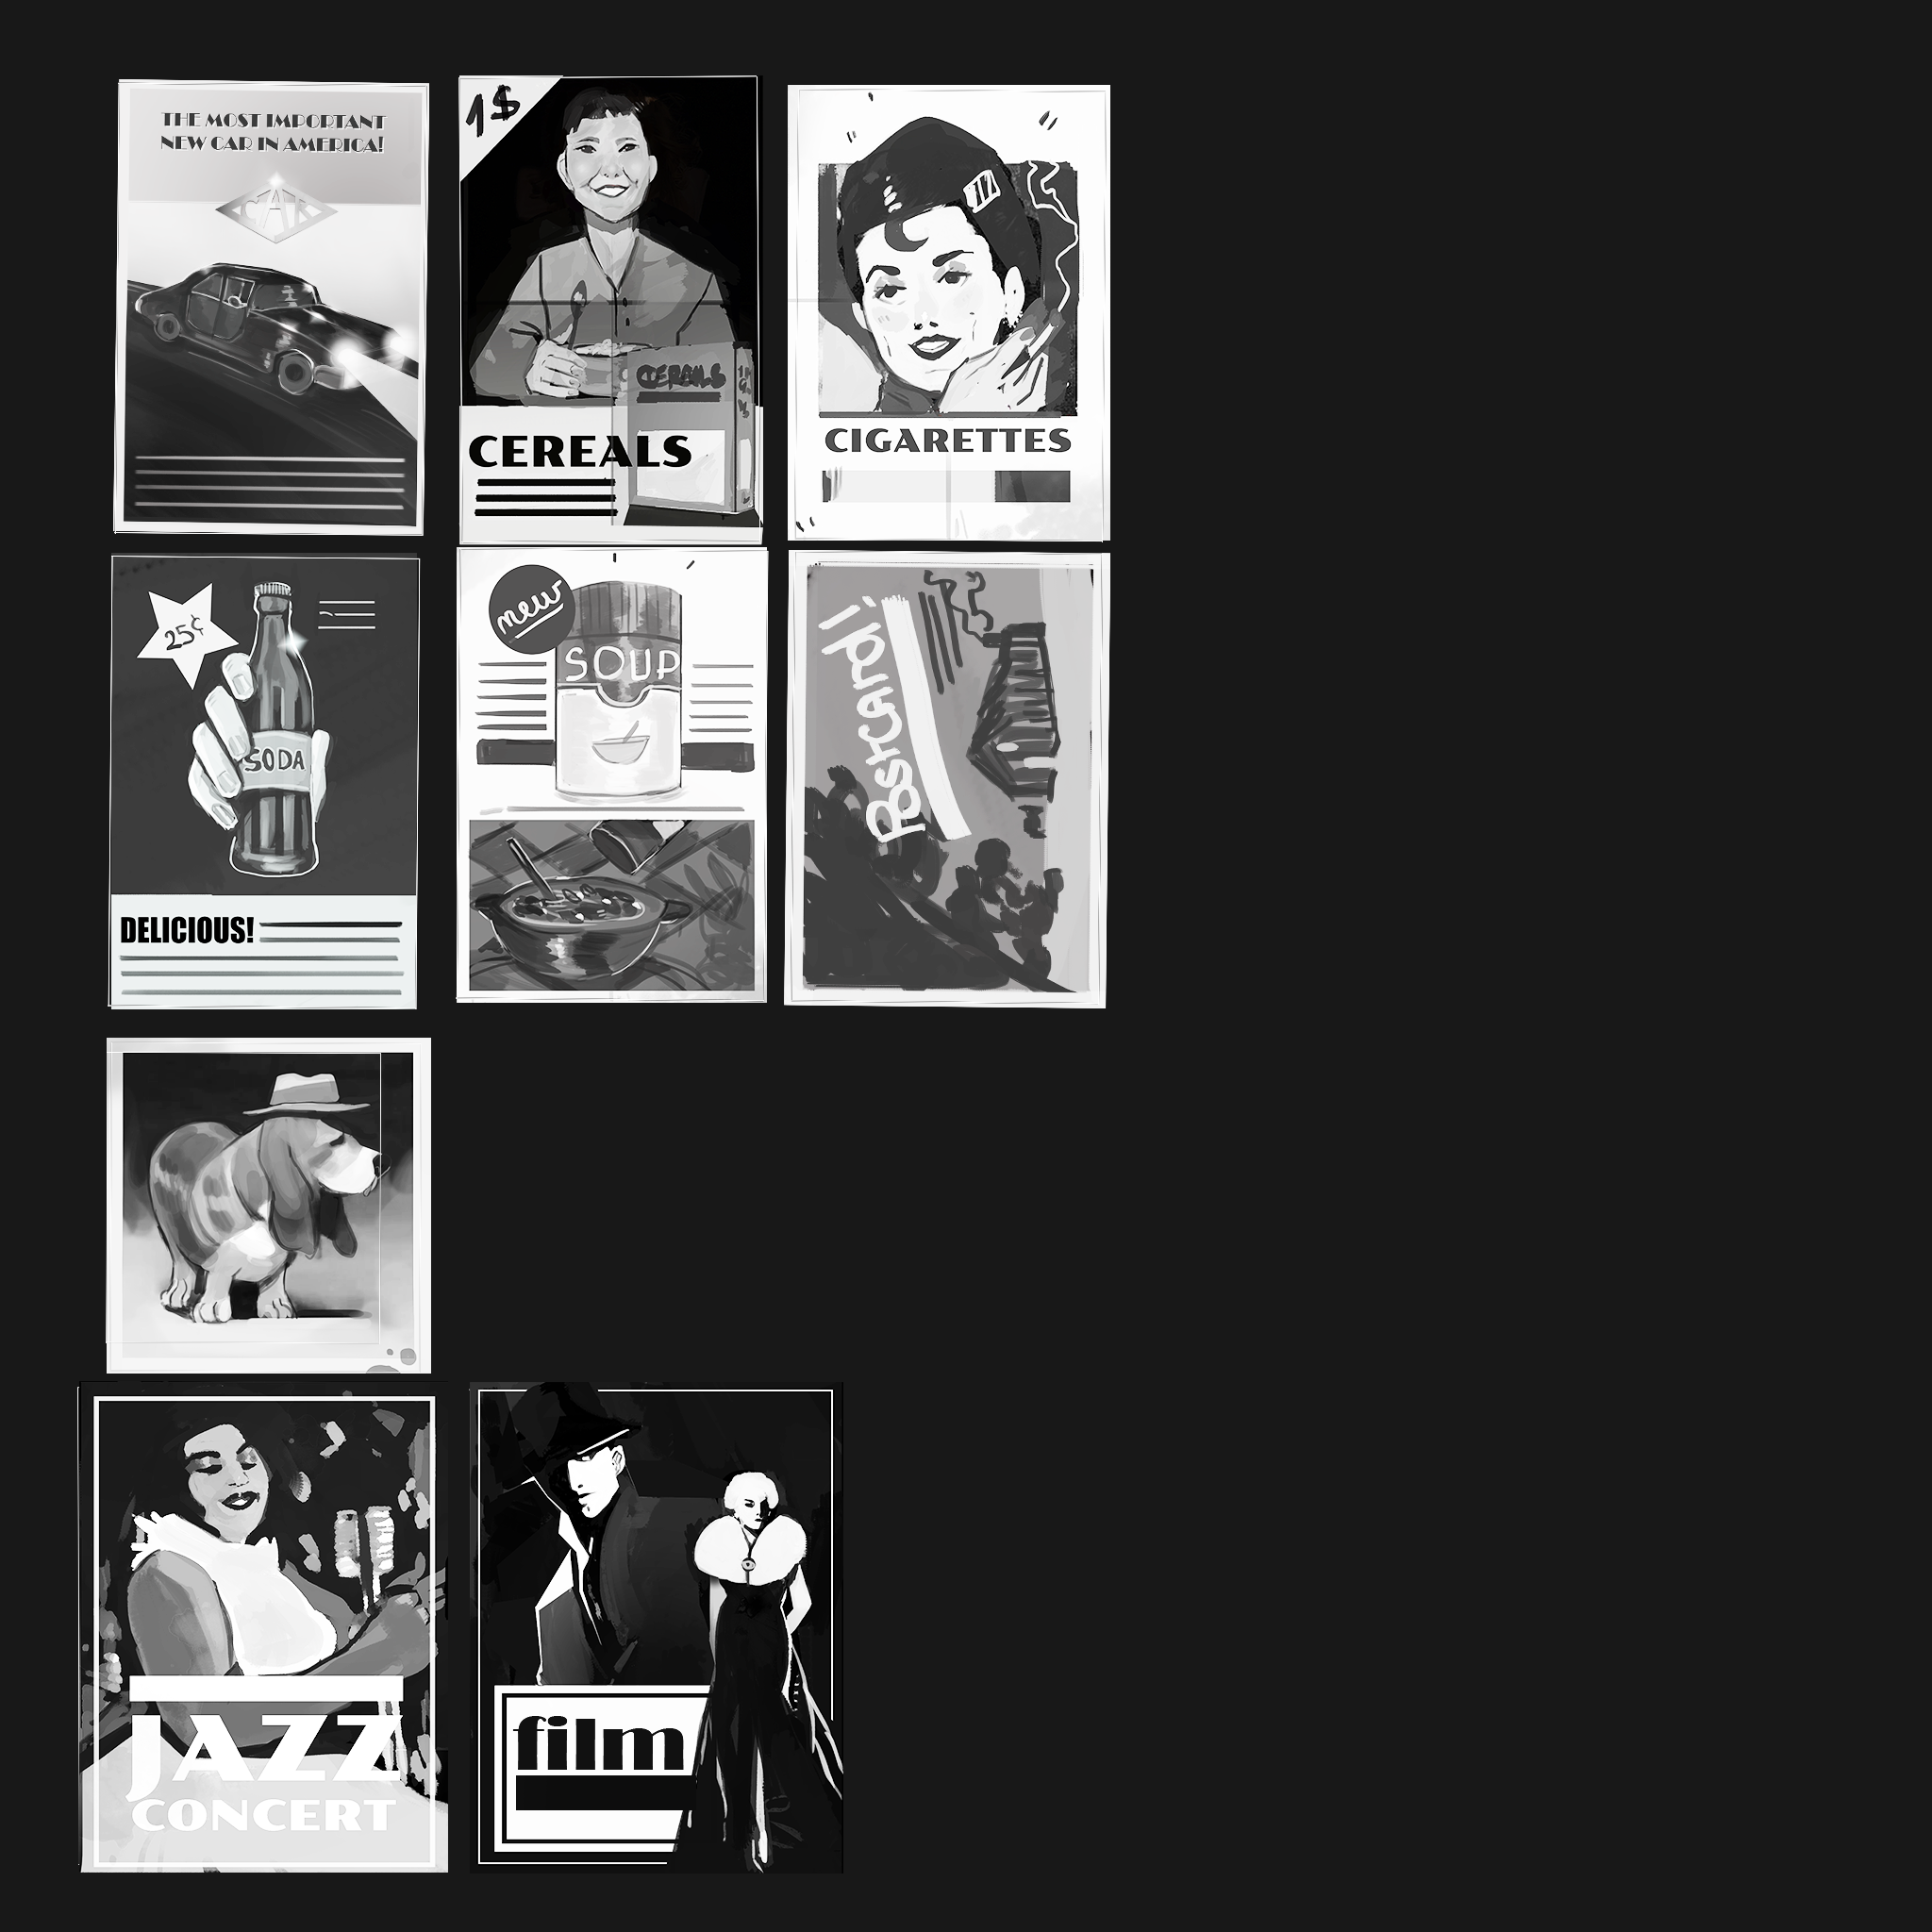 THE MOST IMPORTANT
NEW CAR IN AMERICA!
CAR
1$
CEREALS
CEREALS
CIGARETTES
25¢
SODA
DELICIOUS!
new
SOUP
Postcard!
JAZZ
CONCERT
film